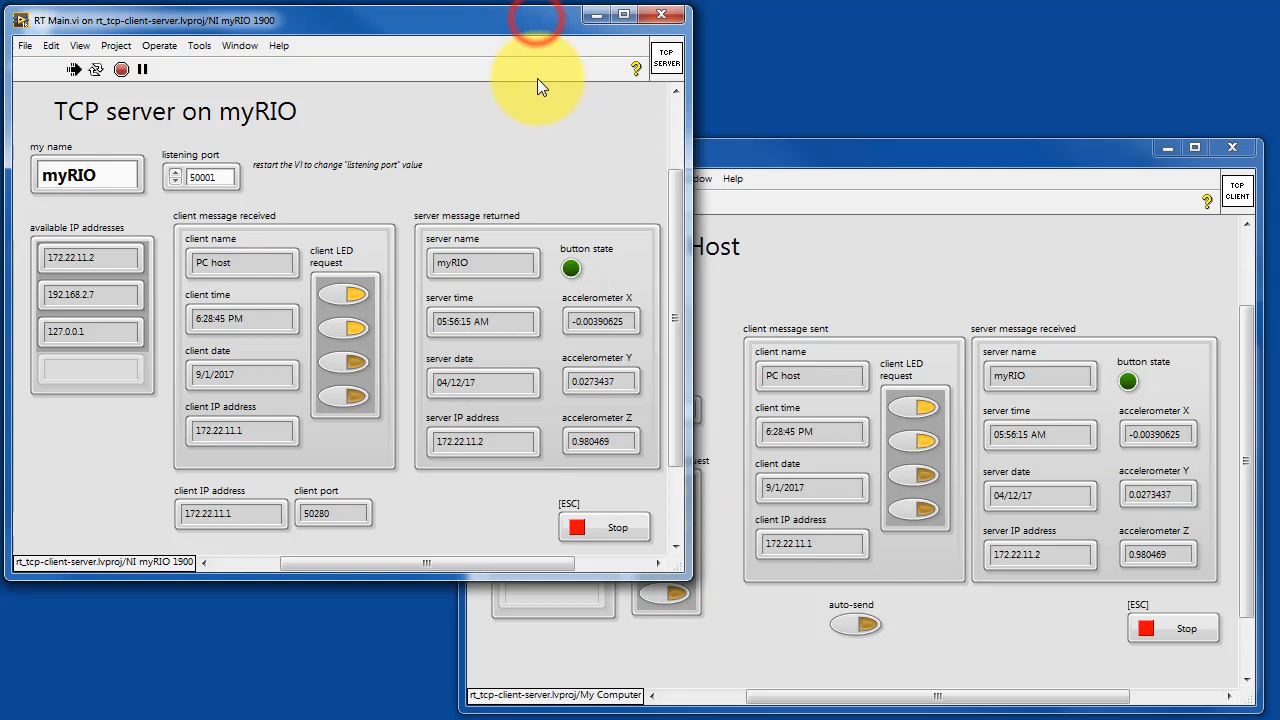 RT Main.vi on rt_tcp-client-server.lvproj/NI myRIO 1900
File Edit View Project Operate Tools Window Help
TCP
SERVER
?
TCP server on myRIO
my name
myRIO
listening port
50001
restart the VI to change "listening port" value
available IP addresses
172.22.11.2
192.168.2.7
127.0.0.1
client message received
client name
PC host
client time
6:28:45 PM
client date
9/1/2017
client IP address
172.22.11.1
client LED
request
server message returned
server name
myRIO
server time
05:56:15 AM
server date
04/12/17
server IP address
172.22.11.2
button state
accelerometer X
-0.00390625
accelerometer Y
0.0273437
accelerometer Z
0.980469
client IP address
172.22.11.1
client port
50280
[ESC]
Stop
rt_tcp-client-server.lvproj/NI myRIO 1900
Help
TCP
CLIENT
?
Host
client message sent
client name
PC host
client time
6:28:45 PM
client date
9/1/2017
client IP address
172.22.11.1
client LED
request
server message received
server name
myRIO
server time
05:56:15 AM
server date
04/12/17
server IP address
172.22.11.2
button state
accelerometer X
-0.00390625
accelerometer Y
0.0273437
accelerometer Z
0.980469
auto-send
[ESC]
Stop
rt_tcp-client-server.lvproj/My Computer